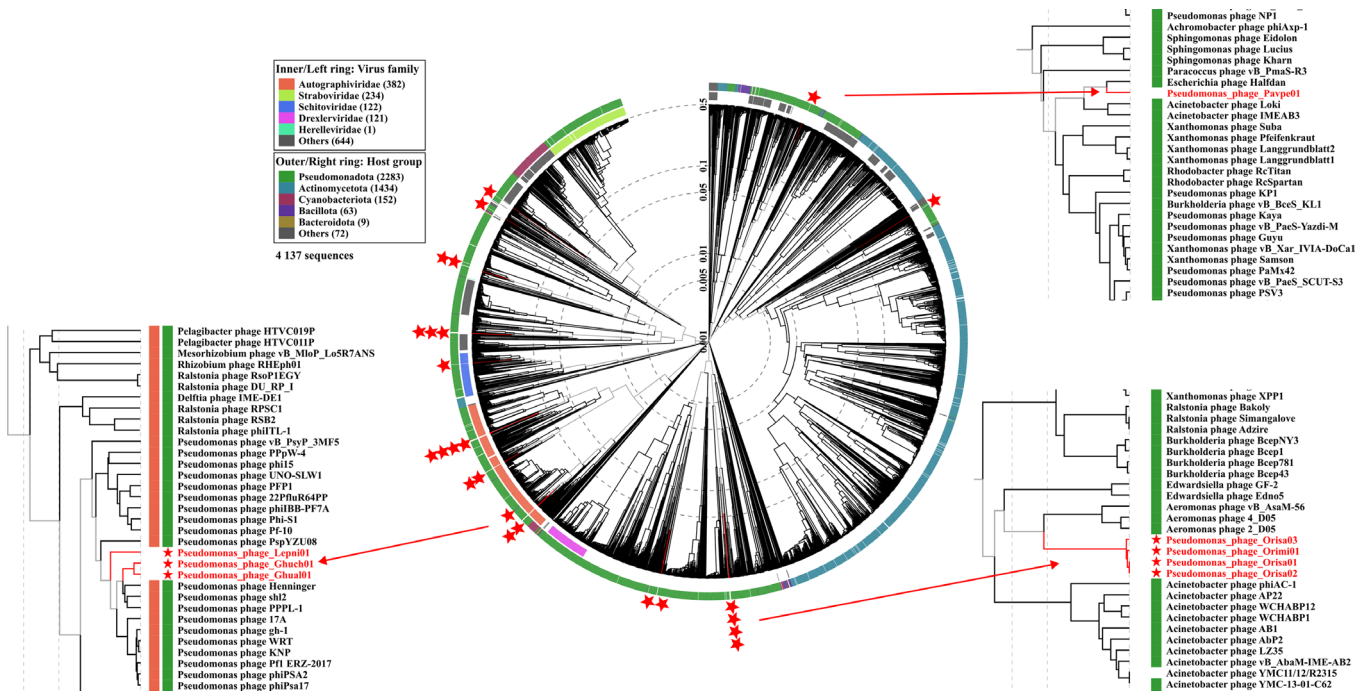 Inner/Left ring: Virus family
Autographiviridae (382)
Straboviridae (234)
Schitoviridae (122)
Drexlerviridae (121)
Herelleviridae (1)
Others (644)
Outer/Right ring: Host group
Pseudomonadota (2283)
Actinomycetota (1434)
Cyanobacteriota (152)
Bacillota (63)
Bacteroidota (9)
Others (72)
4 137 sequences
0.5
0.1
0.05
0.01
0.005
0.001
Pelagibacter phage HTVC019P
Pelagibacter phage HTVC011P
Mesorhizobium phage vB_MloP_Lo5R7ANS
Rhizobium phage RHEph01
Ralstonia phage RsoP1EGY
Ralstonia phage DU_RP_I
Delftia phage IME-DE1
Ralstonia phage RPSC1
Ralstonia phage RSB2
Ralstonia phage phiITL-1
Pseudomonas phage vB_PsyP_3MF5
Pseudomonas phage PPpW-4
Pseudomonas phage phi15
Pseudomonas phage UNO-SLW1
Pseudomonas phage PFP1
Pseudomonas phage 22PfluR64PP
Pseudomonas phage phiIBB-PF7A
Pseudomonas phage Phi-S1
Pseudomonas phage Pf-10
Pseudomonas phage PspYZU08
Pseudomonas_phage_Lepni01
Pseudomonas_phage_Ghuch01
Pseudomonas_phage_Ghual01
Pseudomonas phage Henninger
Pseudomonas phage shl2
Pseudomonas phage PPPL-1
Pseudomonas phage 17A
Pseudomonas phage gh-1
Pseudomonas phage WRT
Pseudomonas phage KNP
Pseudomonas phage Pf1 ERZ-2017
Pseudomonas phage phiPSA2
Pseudomonas phage phiPsa17
Pseudomonas phage NP1
Achromobacter phage phiAxp-1
Sphingomonas phage Eidolon
Sphingomonas phage Lucius
Sphingomonas phage Kharn
Paracoccus phage vB_PmaS-R3
Escherichia phage Halfdan
Pseudomonas_phage_Pavpe01
Acinetobacter phage Loki
Acinetobacter phage IMEAB3
Xanthomonas phage Suba
Xanthomonas phage Pfeifenkraut
Xanthomonas phage Langgrundblatt2
Xanthomonas phage Langgrundblatt1
Rhodobacter phage RcTitan
Rhodobacter phage RcSpartan
Pseudomonas phage KP1
Burkholderia phage vB_BceS_KL1
Pseudomonas phage Kaya
Pseudomonas phage vB_PaeS-Yazdi-M
Pseudomonas phage Guyu
Xanthomonas phage vB_Xar_IVIA-DoCa1
Xanthomonas phage Samson
Pseudomonas phage PaMx42
Pseudomonas phage vB_PaeS_SCUT-S3
Pseudomonas phage PSV3
Xanthomonas phage XPP1
Ralstonia phage Bakoly
Ralstonia phage Simangalove
Ralstonia phage Adzire
Burkholderia phage BcepNY3
Burkholderia phage Bcep1
Burkholderia phage Bcep781
Burkholderia phage Bcep43
Edwardsiella phage GF-2
Edwardsiella phage Edno5
Aeromonas phage vB_AsaM-56
Aeromonas phage 4_D05
Aeromonas phage 2_D05
Pseudomonas_phage_Orisa03
Pseudomonas_phage_Orimi01
Pseudomonas_phage_Orisa01
Pseudomonas_phage_Orisa02
Acinetobacter phage phiAC-1
Acinetobacter phage AP22
Acinetobacter phage WCHABP12
Acinetobacter phage WCHABP1
Acinetobacter phage AB1
Acinetobacter phage AbP2
Acinetobacter phage LZ35
Acinetobacter phage vB_AbaM-IME-AB2
Acinetobacter phage YMC11/12/R2315
Acinetobacter phage YMC-13-01-C62